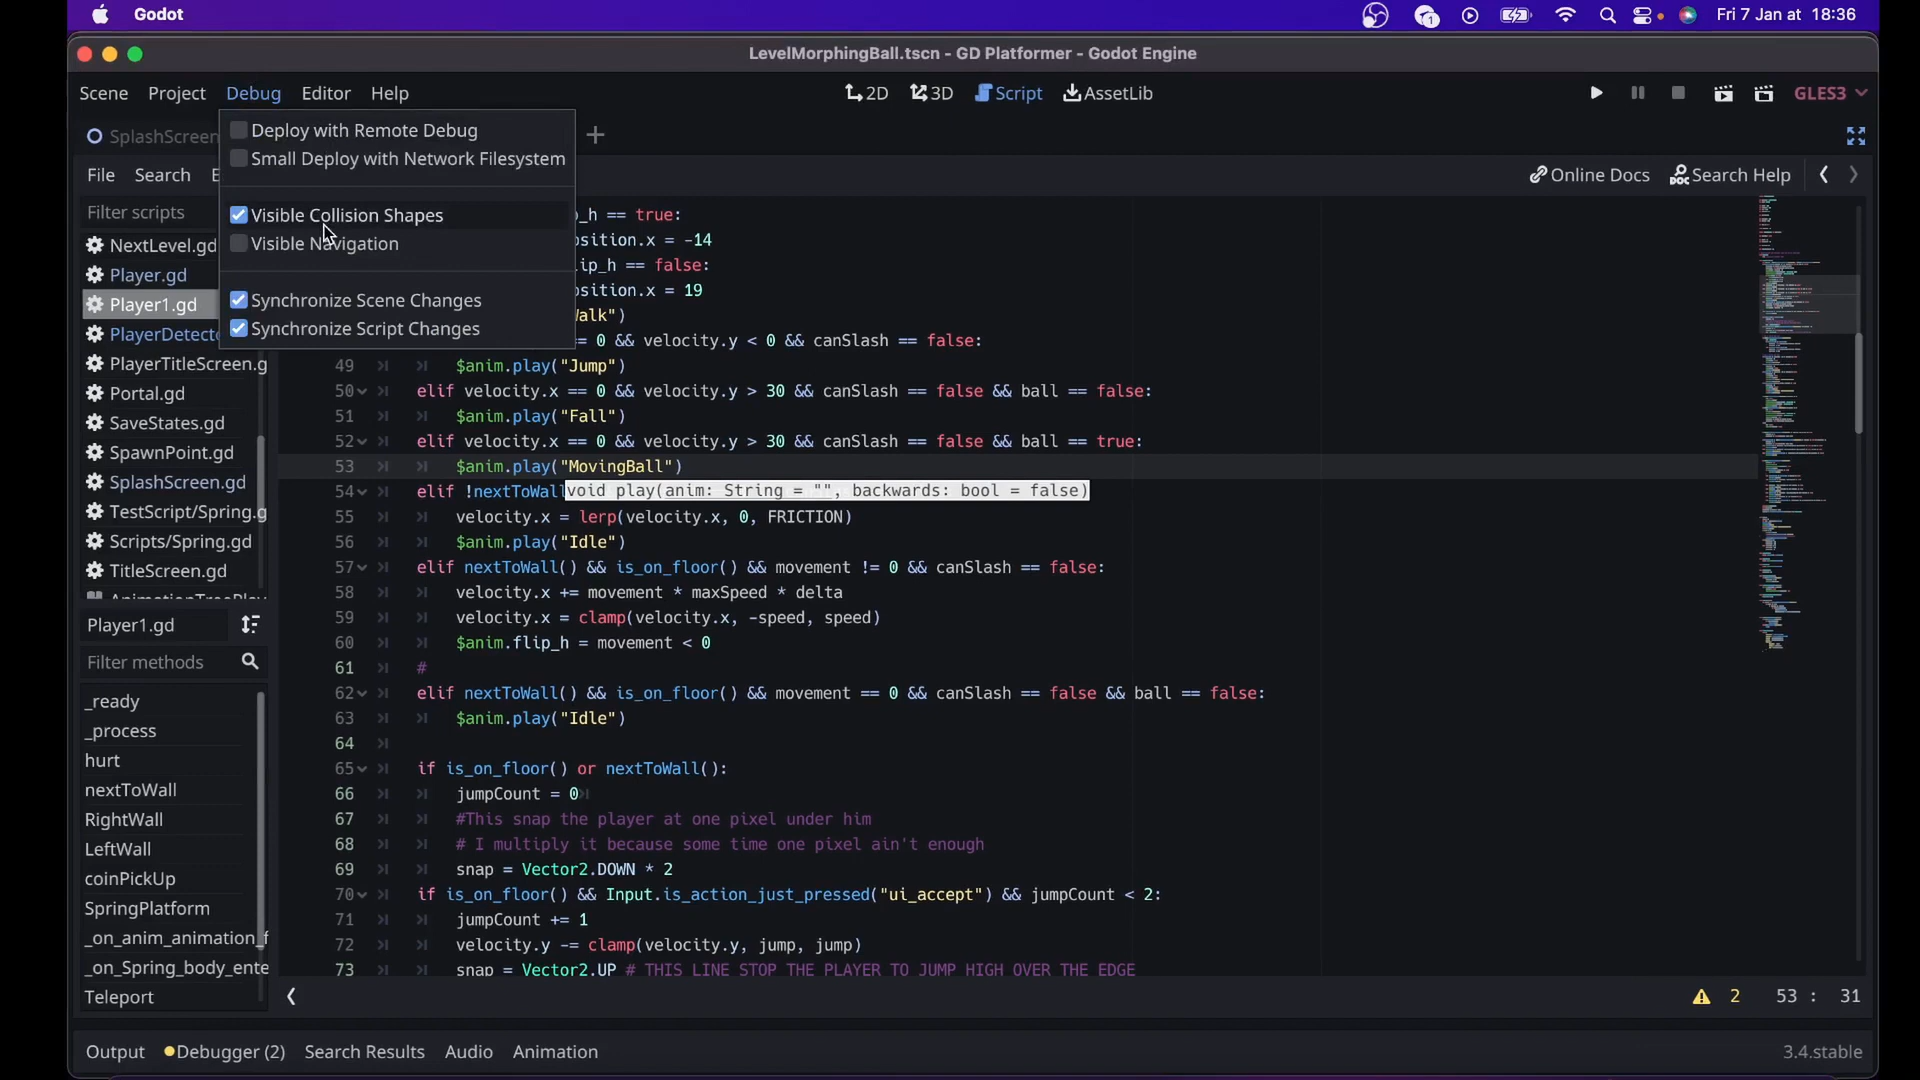 Godot
1
Fri 7 Jan at 18:36
LevelMorphingBall.tscn - GD Platformer - Godot Engine
Scene Project Debug Editor Help
2D 3D Script AssetLib
GLES3
SplashScreen
Deploy with Remote Debug
Small Deploy with Network Filesystem
Visible Collision Shapes
Visible Navigation
Synchronize Scene Changes
Synchronize Script Changes
File Search E
Online Docs Search Help
Filter scripts
NextLevel.gd
Player.gd
Player1.gd
PlayerDetecto
PlayerTitleScreen.g
Portal.gd
SaveStates.gd
SpawnPoint.gd
SplashScreen.gd
TestScript/Spring.g
Scripts/Spring.gd
TitleScreen.gd
AnimationTreePlay
Player1.gd
Filter methods
_ready
_process
hurt
nextToWall
RightWall
LeftWall
coinPickUp
SpringPlatform
_on_anim_animation_f
_on_Spring_body_ente
Teleport
p_h == true:
osition.x = -14
ip_h == false:
osition.x = 19
alk")
= 0 && velocity.y < 0 && canSlash == false:
49 $anim.play("Jump")
50 elif velocity.x == 0 && velocity.y > 30 && canSlash == false && ball == false:
51 $anim.play("Fall")
52 elif velocity.x == 0 && velocity.y > 30 && canSlash == false && ball == true:
53 $anim.play("MovingBall")
54 elif !nextToWall
void play(anim: String = "", backwards: bool = false)
55 velocity.x = lerp(velocity.x, 0, FRICTION)
56 $anim.play("Idle")
57 elif nextToWall() && is_on_floor() && movement != 0 && canSlash == false:
58 velocity.x += movement * maxSpeed * delta
59 velocity.x = clamp(velocity.x, -speed, speed)
60 $anim.flip_h = movement < 0
61 #
62 elif nextToWall() && is_on_floor() && movement == 0 && canSlash == false && ball == false:
63 $anim.play("Idle")
64
65 if is_on_floor() or nextToWall():
66 jumpCount = 0
67 #This snap the player at one pixel under him
68 # I multiply it because some time one pixel ain't enough
69 snap = Vector2.DOWN * 2
70 if is_on_floor() && Input.is_action_just_pressed("ui_accept") && jumpCount < 2:
71 jumpCount += 1
72 velocity.y -= clamp(velocity.y, jump, jump)
73 snap = Vector2.UP # THIS LINE STOP THE PLAYER TO JUMP HIGH OVER THE EDGE
2 53 : 31
Output Debugger (2) Search Results Audio Animation
3.4.stable